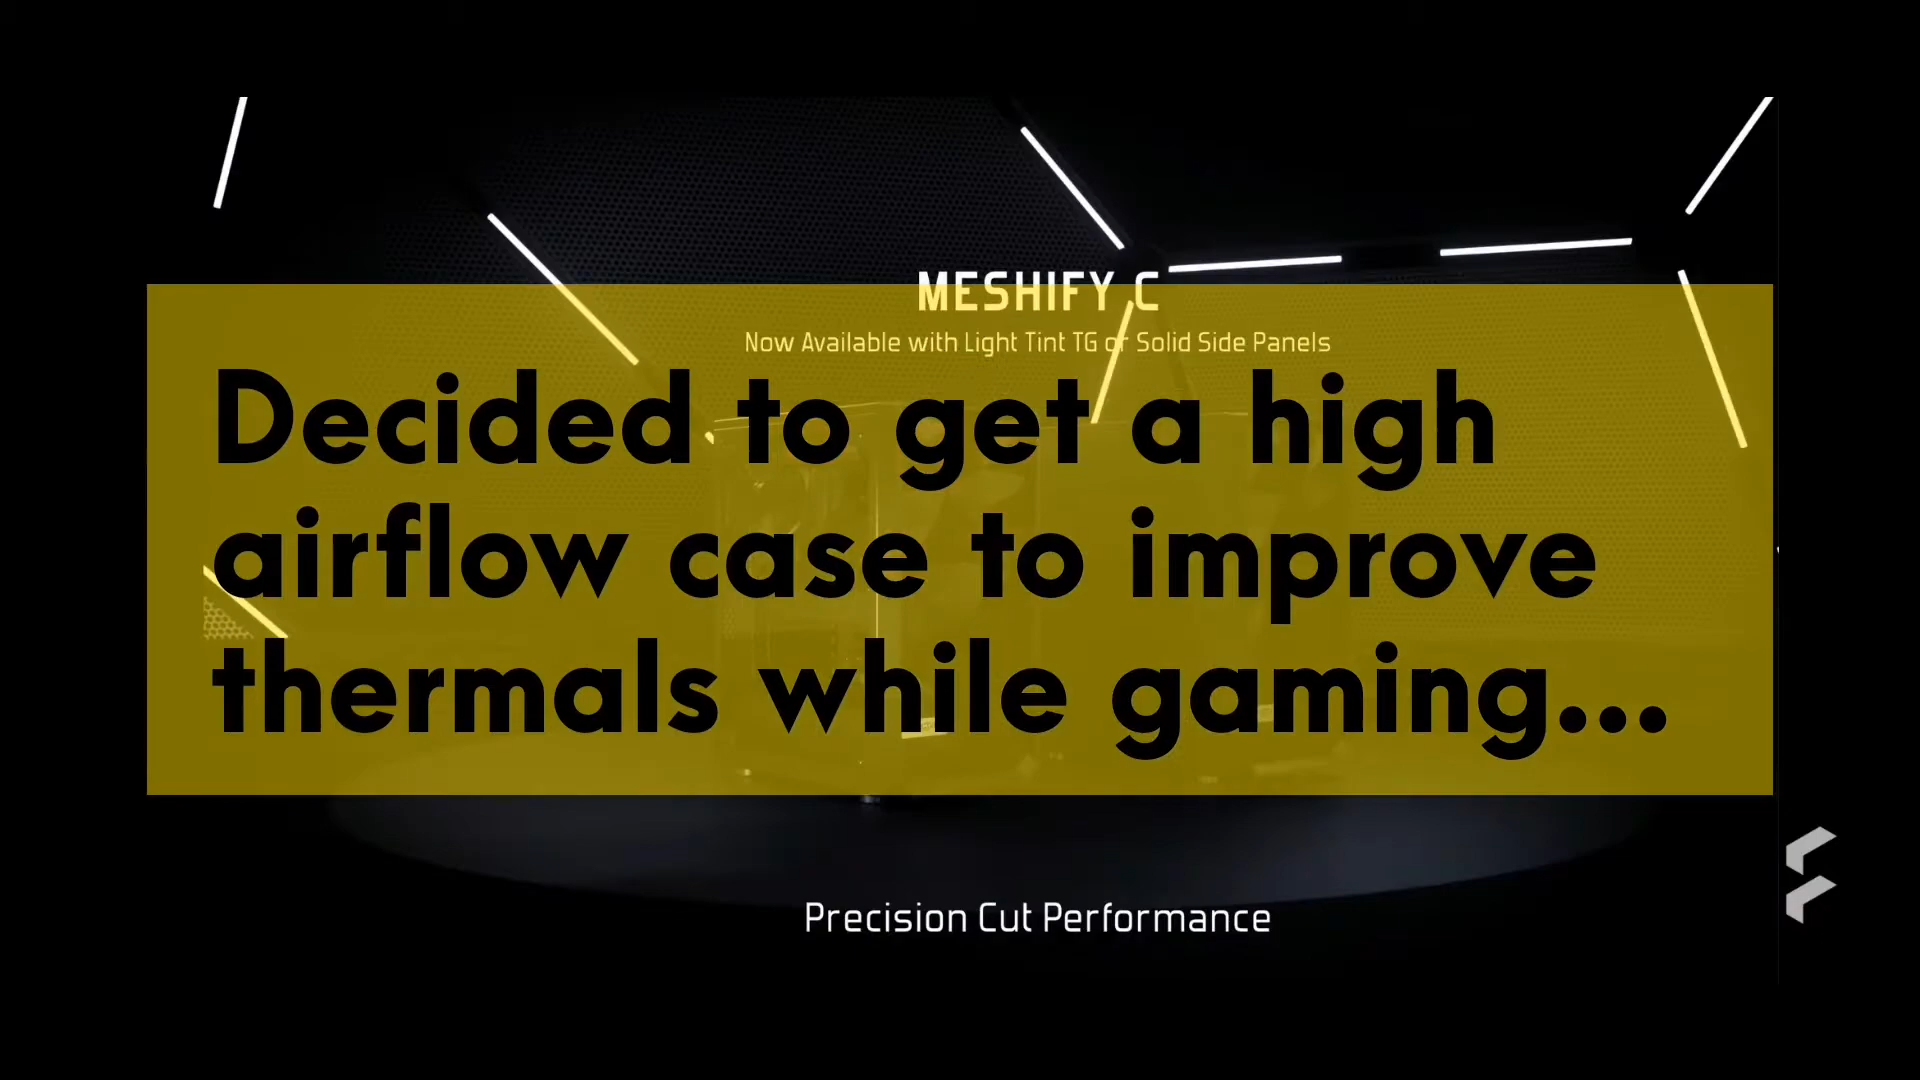 MESHIFY C
Now Available with Light Tint TG or Solid Side Panels
Decided to get a high
airflow case to improve
thermals while gaming...
Precision Cut Performance